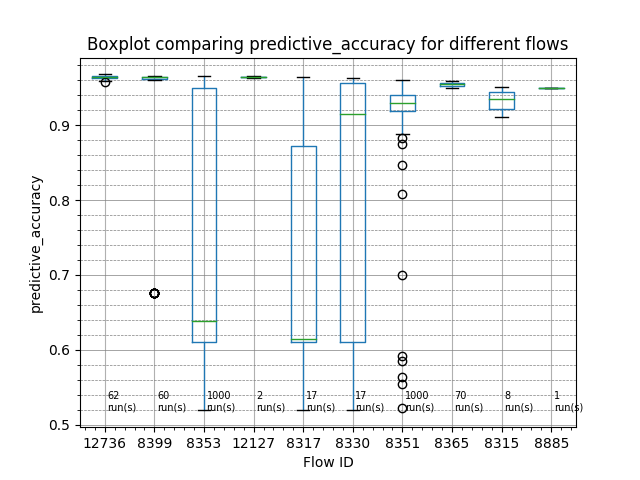 Boxplot comparing predictive_accuracy for different flows
predictive_accuracy
0.9
0.8
0.7
0.6
0.5
62 60 1000 2 17 17 1000 70 8 1
run(s) run(s) run(s) run(s) run(s) run(s) run(s) run(s) run(s) run(s)
12736 8399 8353 12127 8317 8330 8351 8365 8315 8885
Flow ID